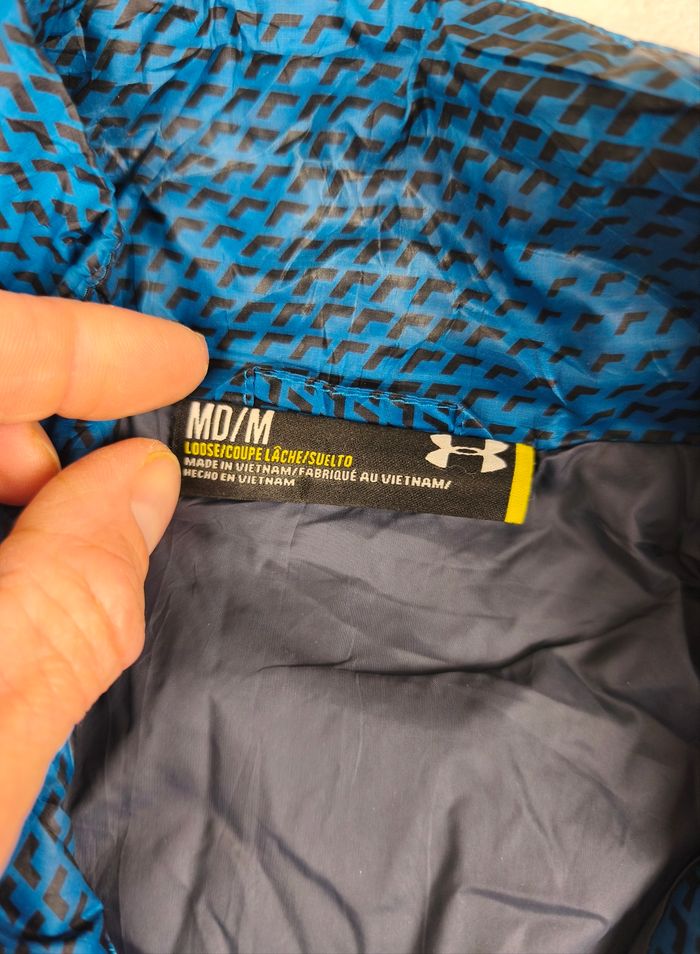 MD/M
LOOSE/COUPE LÂCHE/SUELTO
MADE IN VIETNAM/FABRIQUÉ AU VIETNAM/
HECHO EN VIETNAM